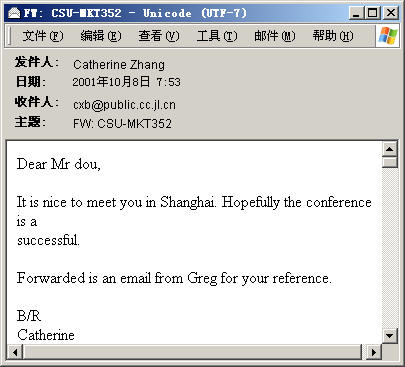 FW: CSU-MKT352 - Unicode (UTF-7)
文件(F) 编辑(E) 查看(V) 工具(T) 邮件(M) 帮助(H)
发件人: Catherine Zhang
日期: 2001年10月8日 7:53
收件人: cxb@public.cc.jl.cn
主题: FW: CSU-MKT352
Dear Mr dou,
It is nice to meet you in Shanghai. Hopefully the conference
is a
successful.
Forwarded is an email from Greg for your reference.
B/R
Catherine